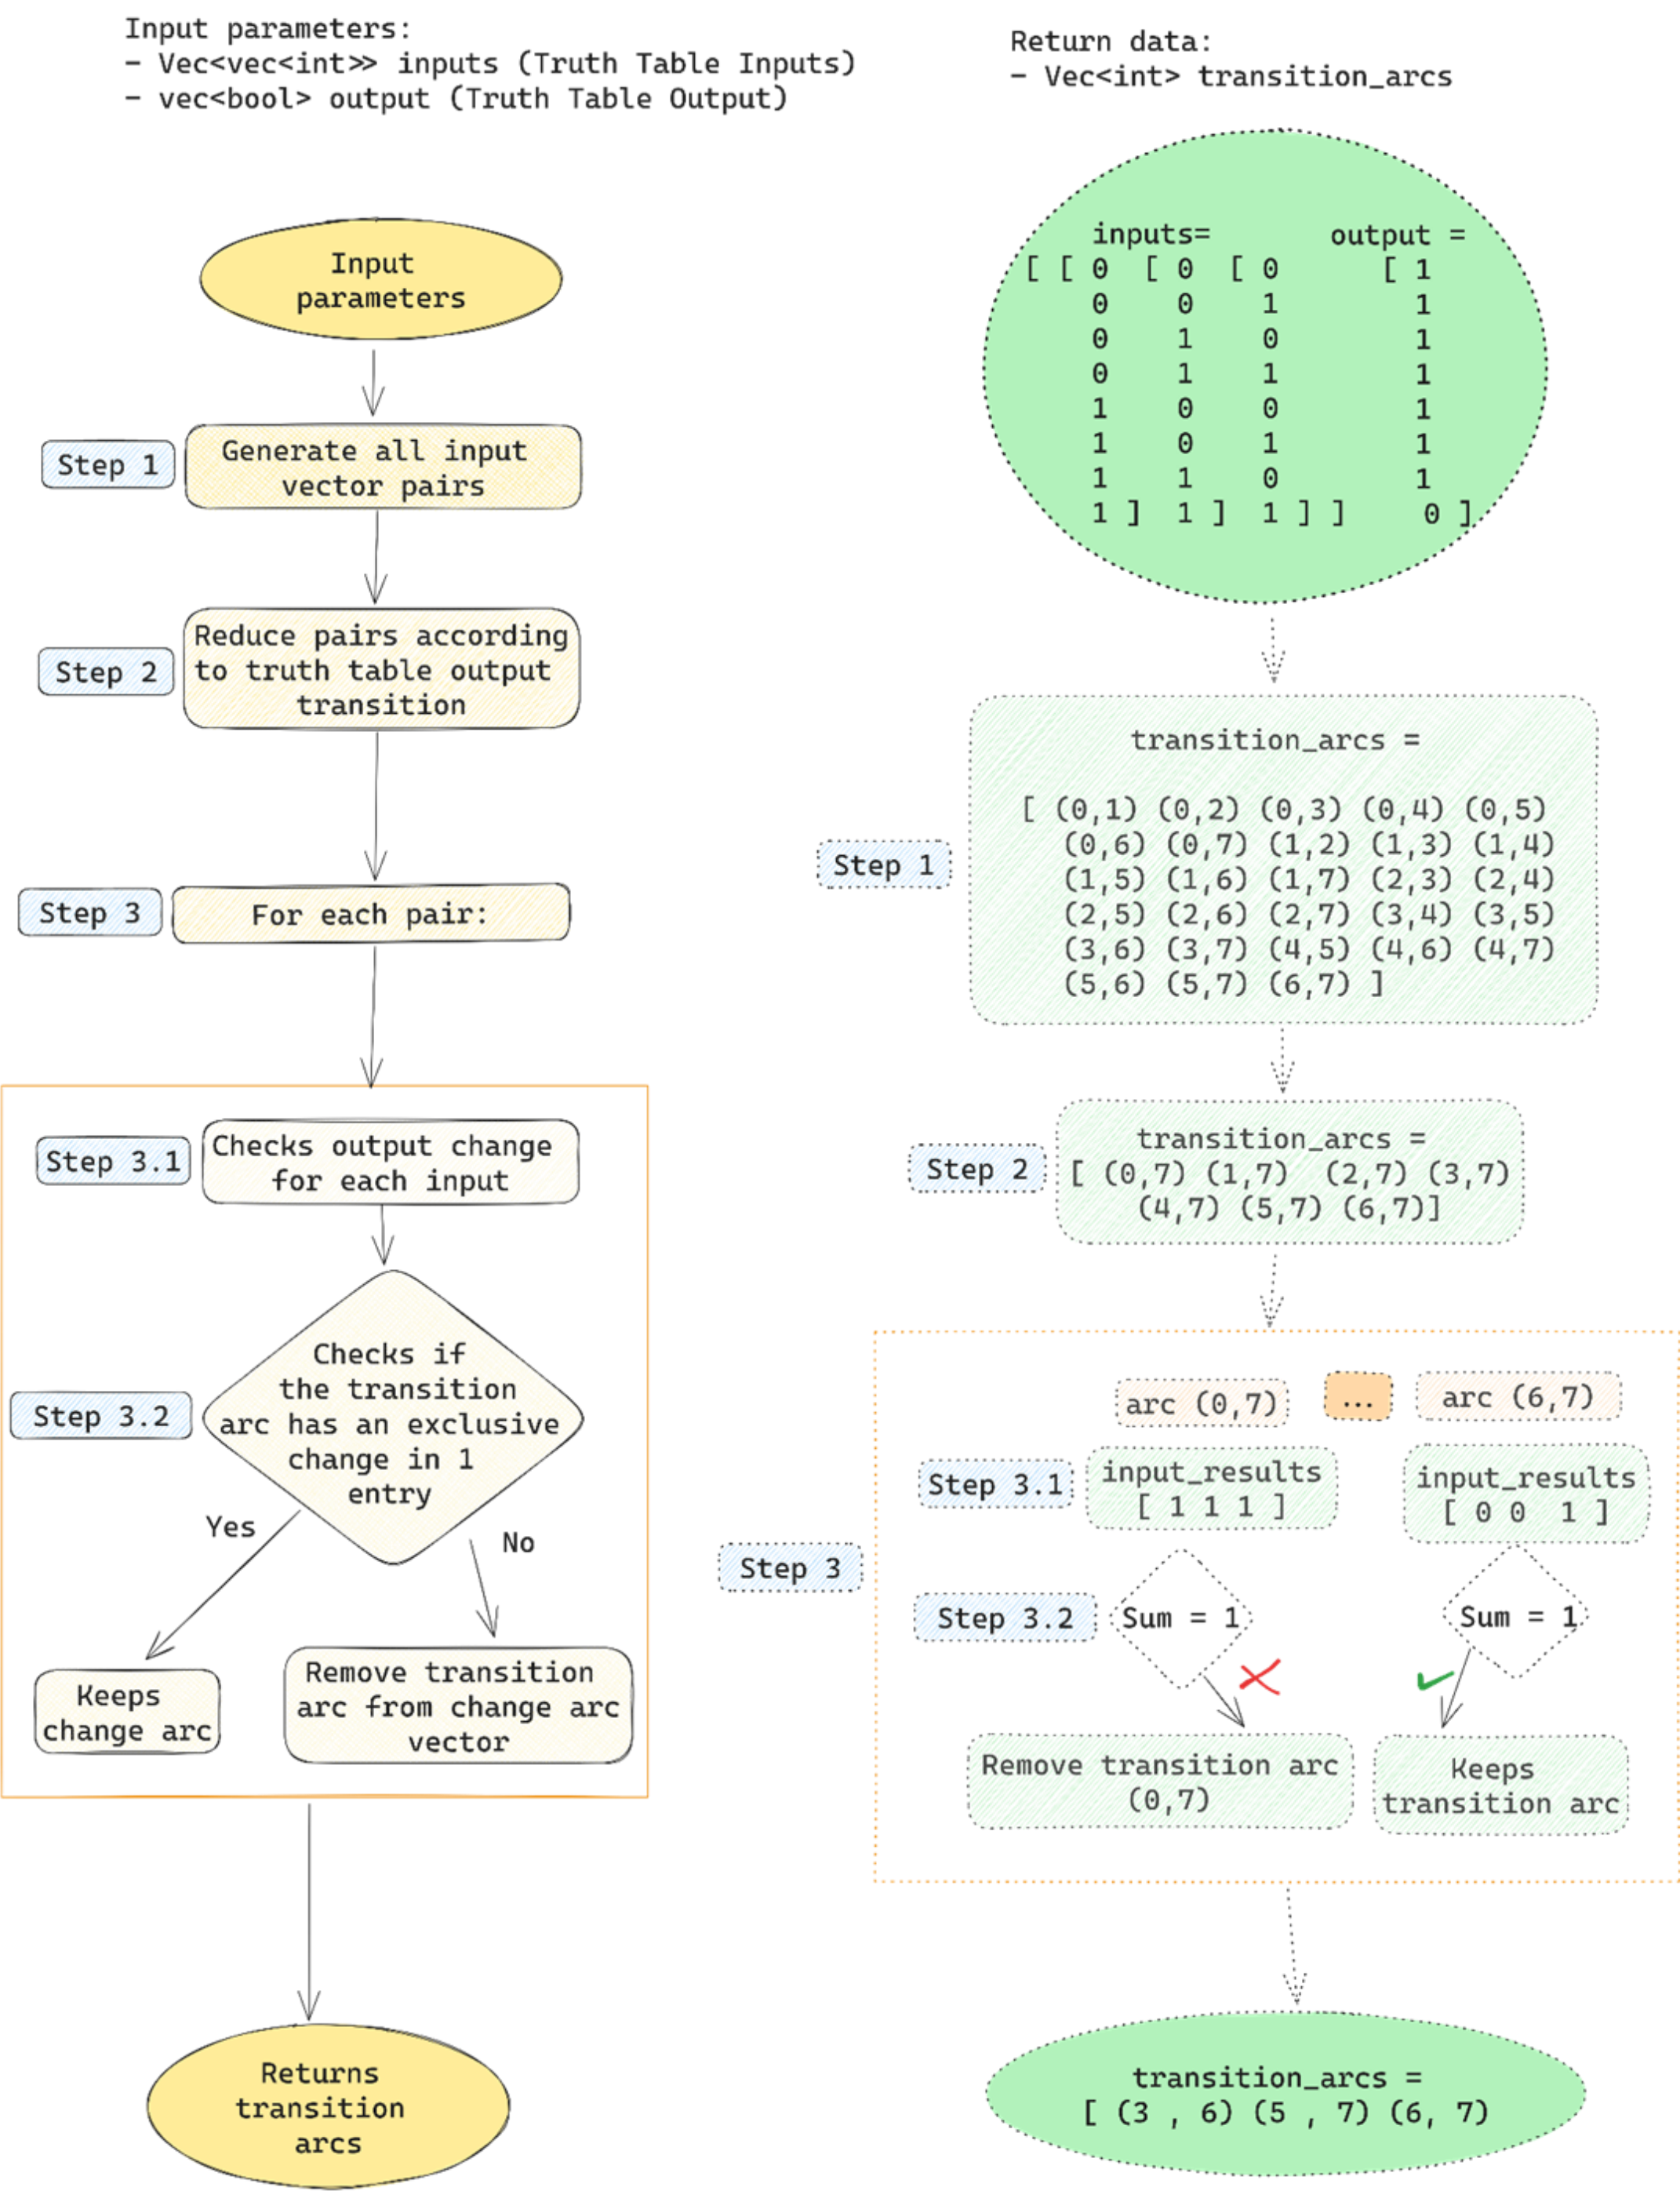 Input parameters:
- Vec<vec<int>> inputs (Truth Table Inputs)
- vec<bool> output (Truth Table Output)
Return data:
- Vec<int> transition_arcs
Input
parameters
Step 1
Generate all input
vector pairs
Step 2
Reduce pairs according
to truth table output
transition
Step 3
For each pair:
Step 3.1
Checks output change
for each input
Step 3.2
Checks if
the transition
arc has an exclusive
change in 1
entry
Yes
No
Keeps
change arc
Remove transition
arc from change arc
vector
Returns
transition
arcs
inputs= output =
[ [ 0 [ 0 [ 0 [ 1
0 0 1 1
0 1 0 1
0 1 1 1
1 0 0 1
1 0 1 1
1 1 0 1
1 ] 1 ] 1 ] ] 0 ]
Step 1
transition_arcs =
[ (0,1) (0,2) (0,3) (0,4) (0,5)
(0,6) (0,7) (1,2) (1,3) (1,4)
(1,5) (1,6) (1,7) (2,3) (2,4)
(2,5) (2,6) (2,7) (3,4) (3,5)
(3,6) (3,7) (4,5) (4,6) (4,7)
(5,6) (5,7) (6,7) ]
Step 2
transition_arcs =
[ (0,7) (1,7) (2,7) (3,7)
(4,7) (5,7) (6,7)]
Step 3
arc (0,7) ... arc (6,7)
Step 3.1
input_results
[ 1 1 1 ]
input_results
[ 0 0 1 ]
Step 3.2
Sum = 1
Sum = 1
Remove transition arc
(0,7)
Keeps
transition arc
transition_arcs =
[ (3 , 6) (5 , 7) (6, 7)